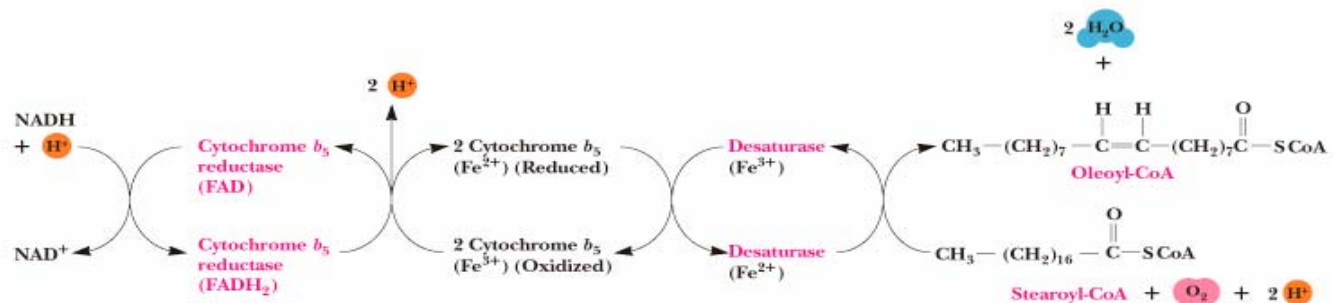 2 H₂O
+
2 H⁺
NADH
+ H⁺
Cytochrome b₅
reductase
(FAD)
2 Cytochrome b₅
(Fe²⁺) (Reduced)
Desaturase
(Fe³⁺)
H H O
CH₃—(CH₂)₇—C=C—(CH₂)₇C—S CoA
Oleoyl-CoA
NAD⁺
Cytochrome b₅
reductase
(FADH₂)
2 Cytochrome b₅
(Fe³⁺) (Oxidized)
Desaturase
(Fe²⁺)
O
CH₃—(CH₂)₁₆—C—S CoA
Stearoyl-CoA + O₂ + 2 H⁺